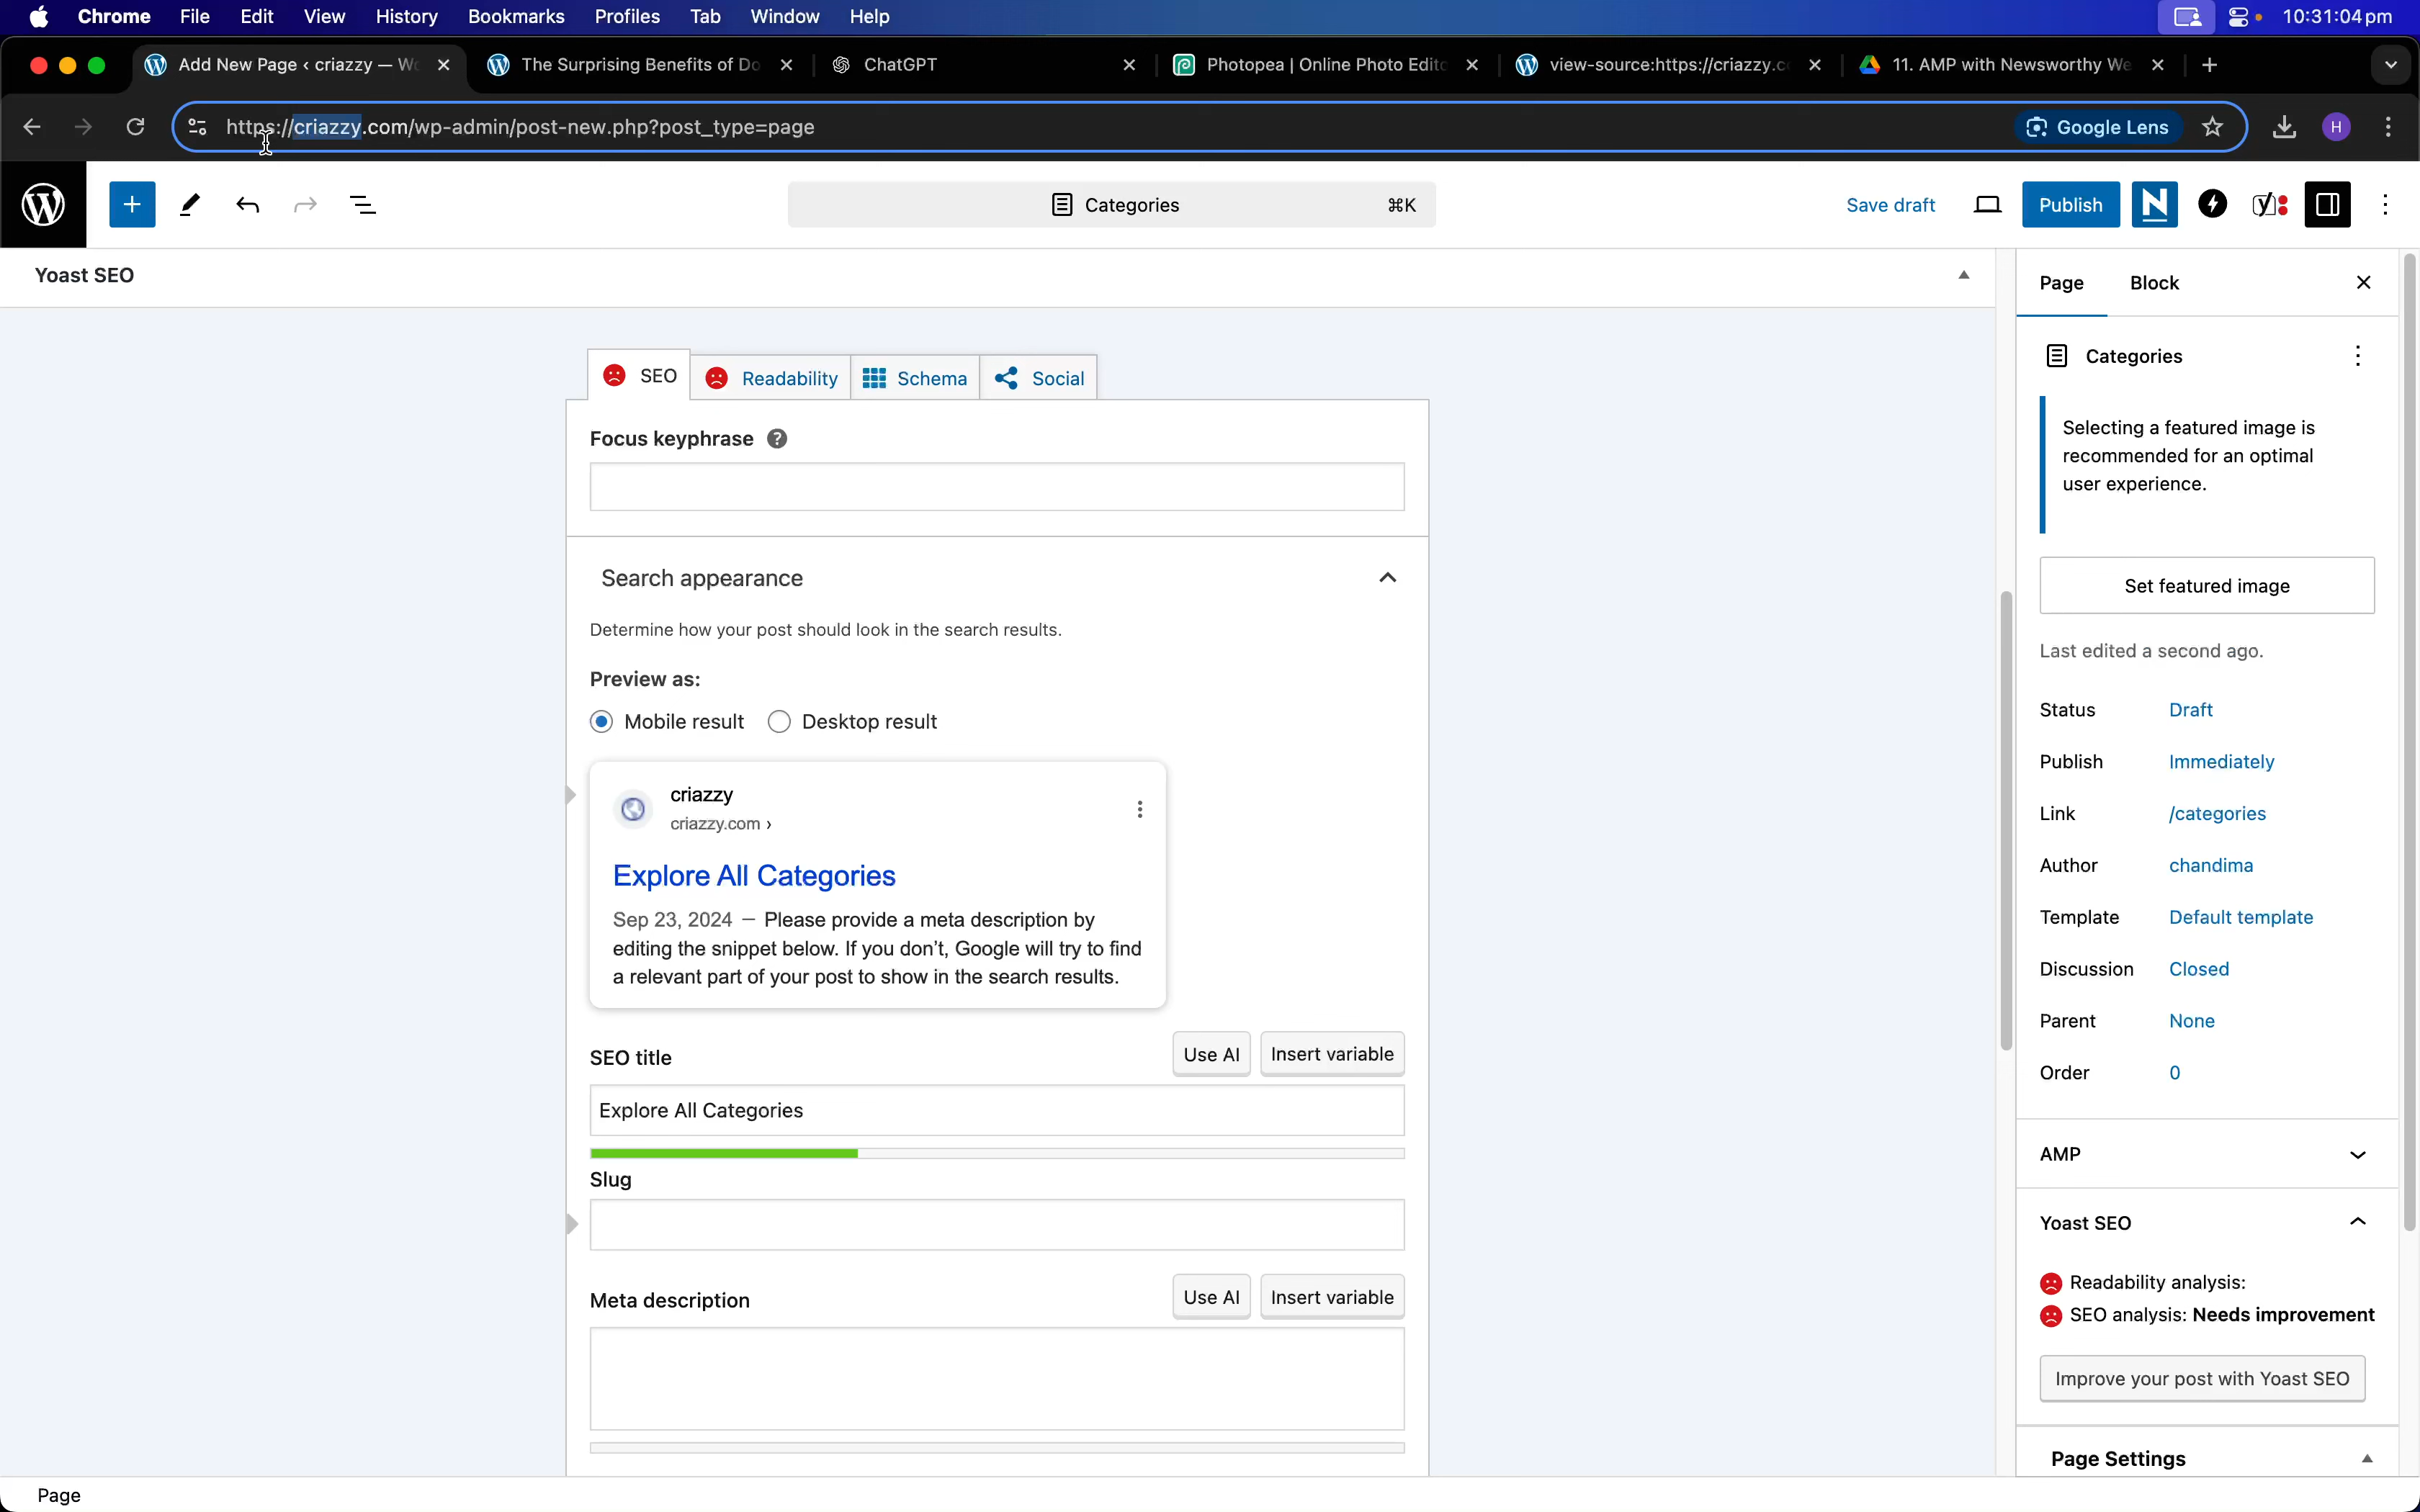 Chrome File Edit View History Bookmarks Profiles Tab Window Help 10:31:04 pm
Add New Page ‹ criazzy — Wo
The Surprising Benefits of Do
ChatGPT
Photopea | Online Photo Edito
view-source:https://criazzy.co
11. AMP with Newsworthy We
https://criazzy.com/wp-admin/post-new.php?post_type=page
Google Lens
H
Categories ⌘K
Save draft
Publish
Yoast SEO
SEO
Readability
Schema
Social
Focus keyphrase ?
Search appearance
Determine how your post should look in the search results.
Preview as:
Mobile result Desktop result
criazzy
criazzy.com ›
Explore All Categories
Sep 23, 2024 – Please provide a meta description by
editing the snippet below. If you don’t, Google will try to find
a relevant part of your post to show in the search results.
SEO title
Use AI
Insert variable
Explore All Categories
Slug
Meta description
Use AI
Insert variable
Page Block
Categories
Selecting a featured image is
recommended for an optimal
user experience.
Set featured image
Last edited a second ago.
Status Draft
Publish Immediately
Link /categories
Author chandima
Template Default template
Discussion Closed
Parent None
Order 0
AMP
Yoast SEO
Readability analysis:
SEO analysis: Needs improvement
Improve your post with Yoast SEO
Page Settings
Page